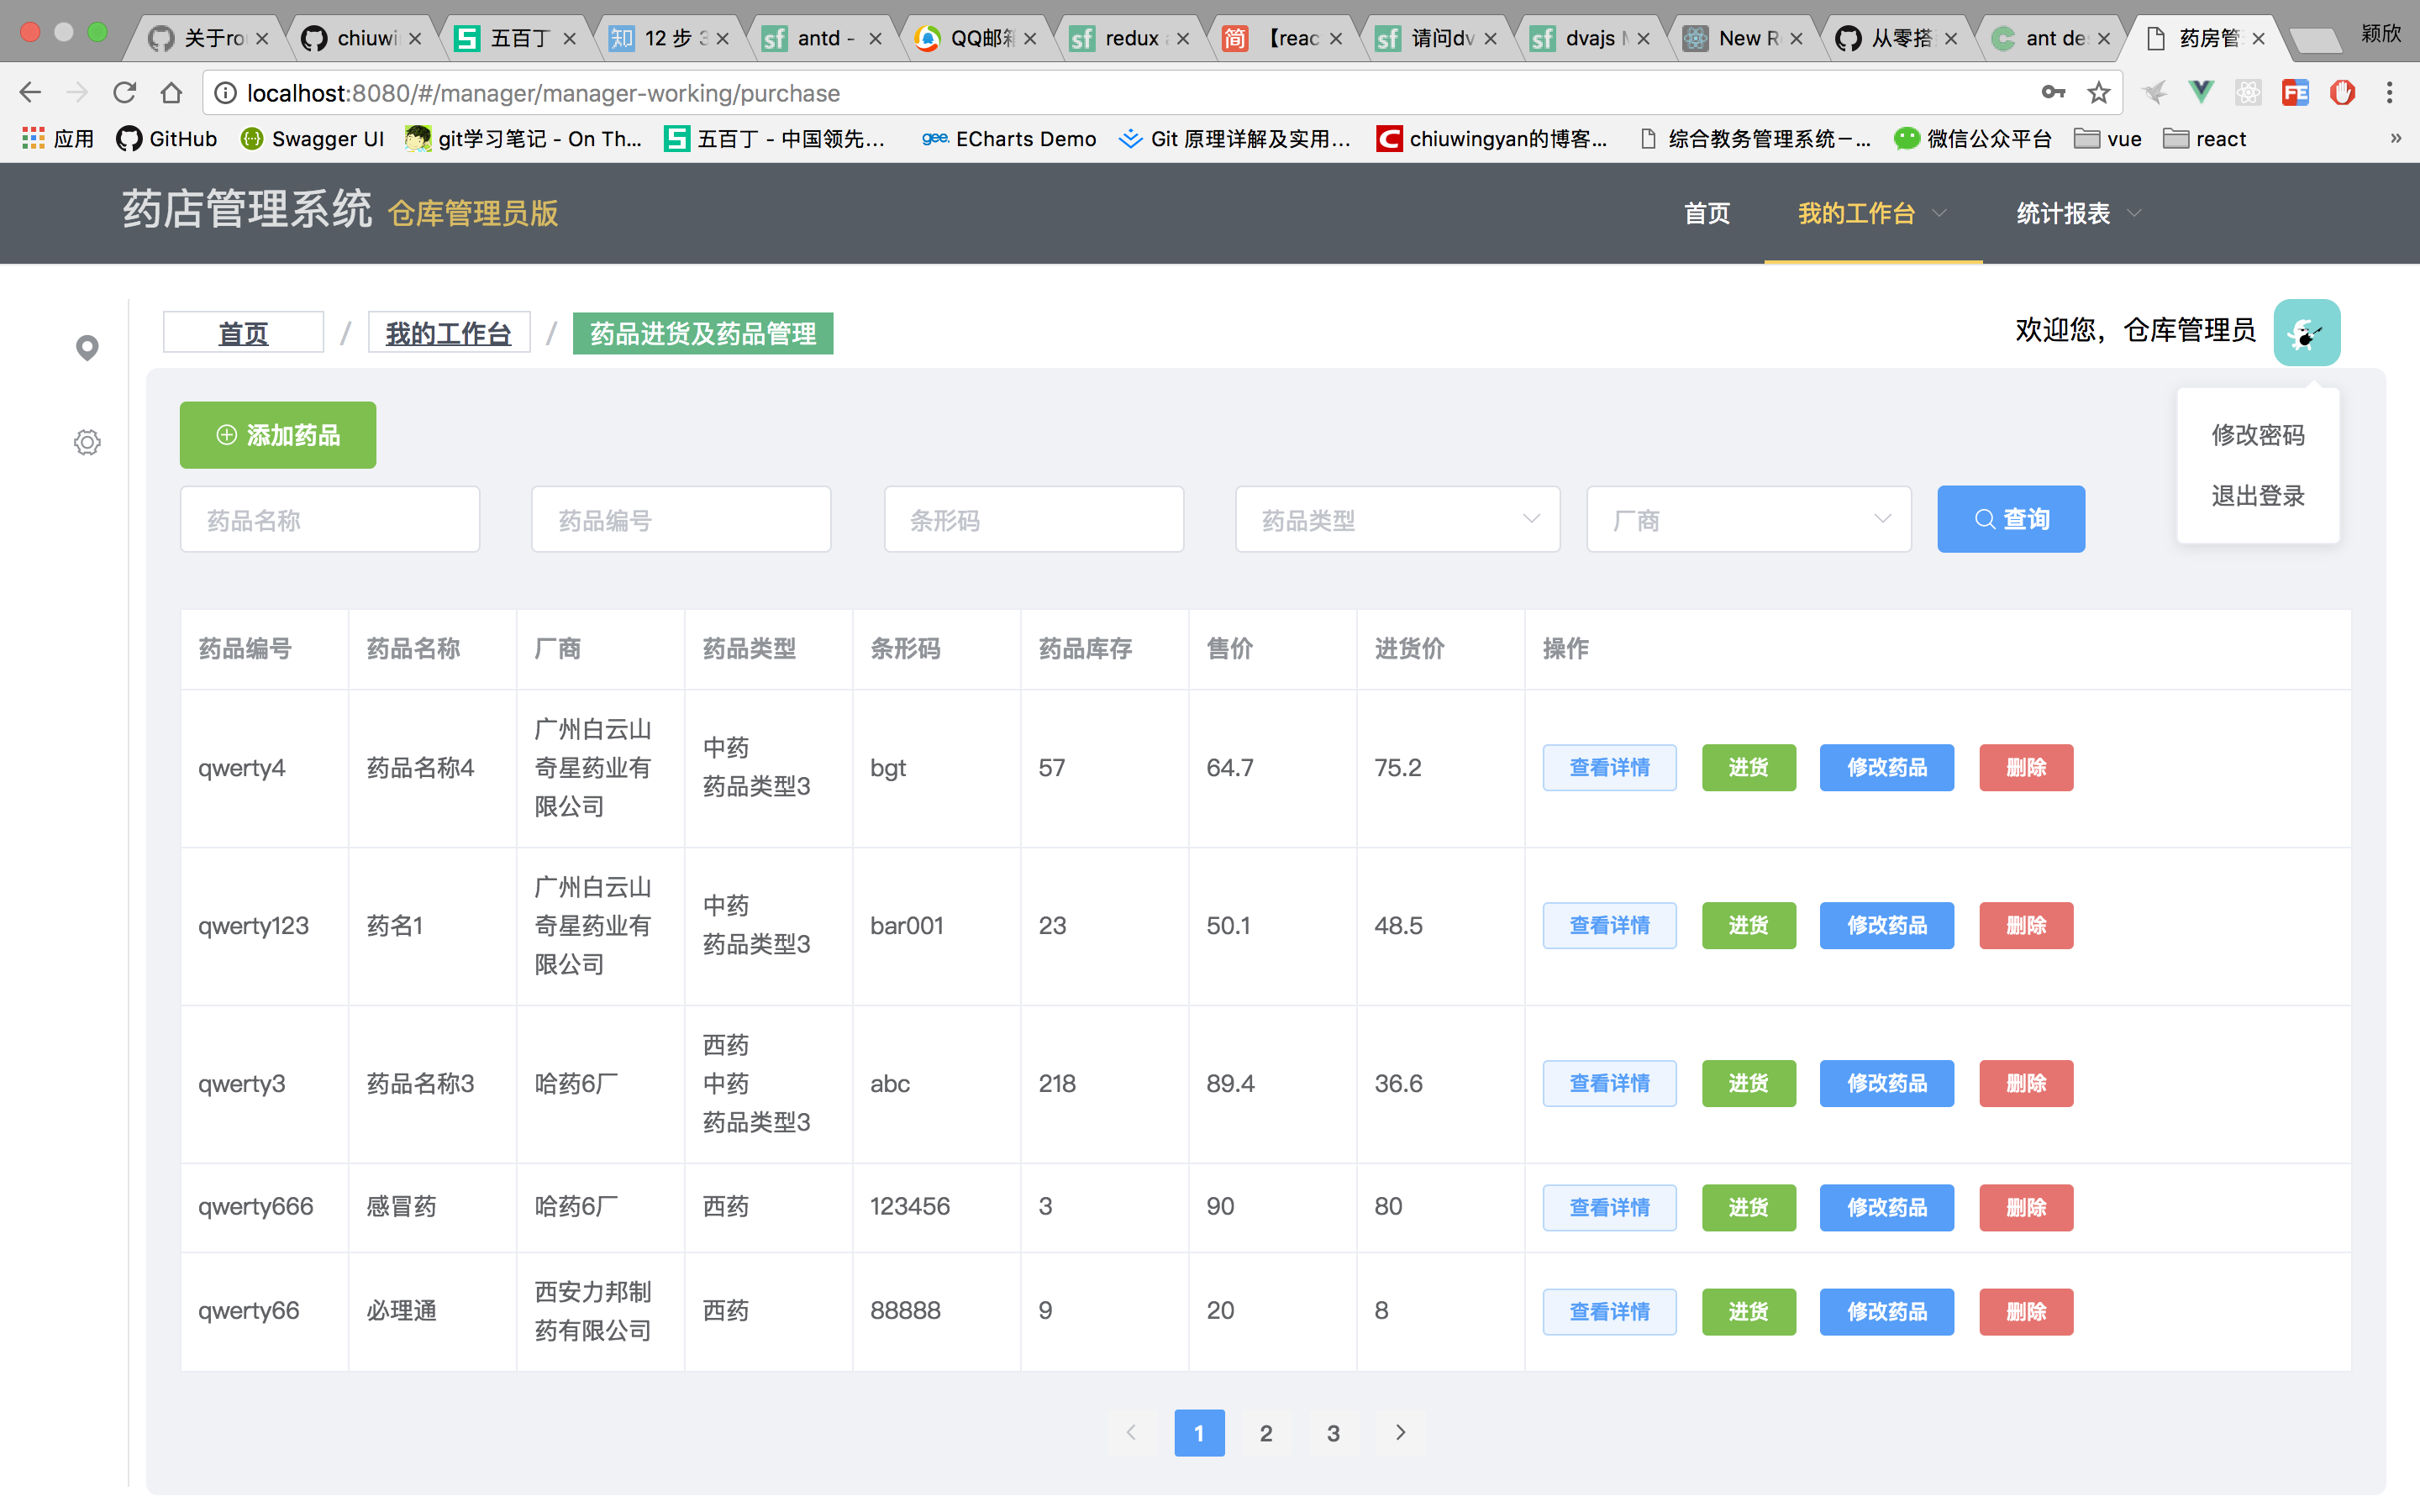 关于ro
chiuwi
五百丁
知 12 步 3
sf antd -
QQ邮箱
sf redux
简 【reac
sf 请问dv
sf dvajs
New R
从零搭
ant de
药房管
颖欣
localhost:8080/#/manager/manager-working/purchase
FE
应用 GitHub Swagger UI git学习笔记 - On Th... 五百丁 - 中国领先... gee. ECharts Demo Git 原理详解及实用... C chiuwingyan的博客... 综合教务管理系统－... 微信公众平台 vue react »
药店管理系统 仓库管理员版 首页 我的工作台 统计报表
首页 / 我的工作台 / 药品进货及药品管理 欢迎您，仓库管理员
修改密码
退出登录
添加药品
药品名称 药品编号 条形码 药品类型 厂商 查询
药品编号 药品名称 厂商 药品类型 条形码 药品库存 售价 进货价 操作
qwerty4 药品名称4 广州白云山
奇星药业有
限公司 中药
药品类型3 bgt 57 64.7 75.2 查看详情 进货 修改药品 删除
qwerty123 药名1 广州白云山
奇星药业有
限公司 中药
药品类型3 bar001 23 50.1 48.5 查看详情 进货 修改药品 删除
qwerty3 药品名称3 哈药6厂 西药
中药
药品类型3 abc 218 89.4 36.6 查看详情 进货 修改药品 删除
qwerty666 感冒药 哈药6厂 西药 123456 3 90 80 查看详情 进货 修改药品 删除
qwerty66 必理通 西安力邦制
药有限公司 西药 88888 9 20 8 查看详情 进货 修改药品 删除
1 2 3